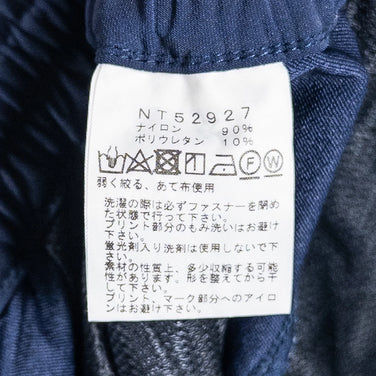 NT52927
ナイロン 90%
ポリウレタン 10%
F W
弱く絞る、あて布使用
洗濯の際は必ずファスナーを閉め
た状態で行って下さい。
プリント部分のもみ洗いはお避け
下さい。
蛍光剤入り洗剤は使用しないで下
さい。
素材の性質上、多少収縮する可能
性があります。形を整えてから干
して下さい。
プリント、マーク部分へのアイロ
ンはお避け下さい。